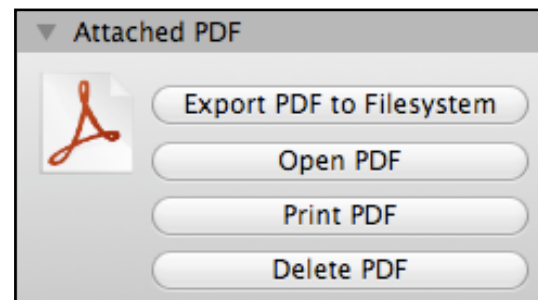 Attached PDF
Export PDF to Filesystem
Open PDF
Print PDF
Delete PDF